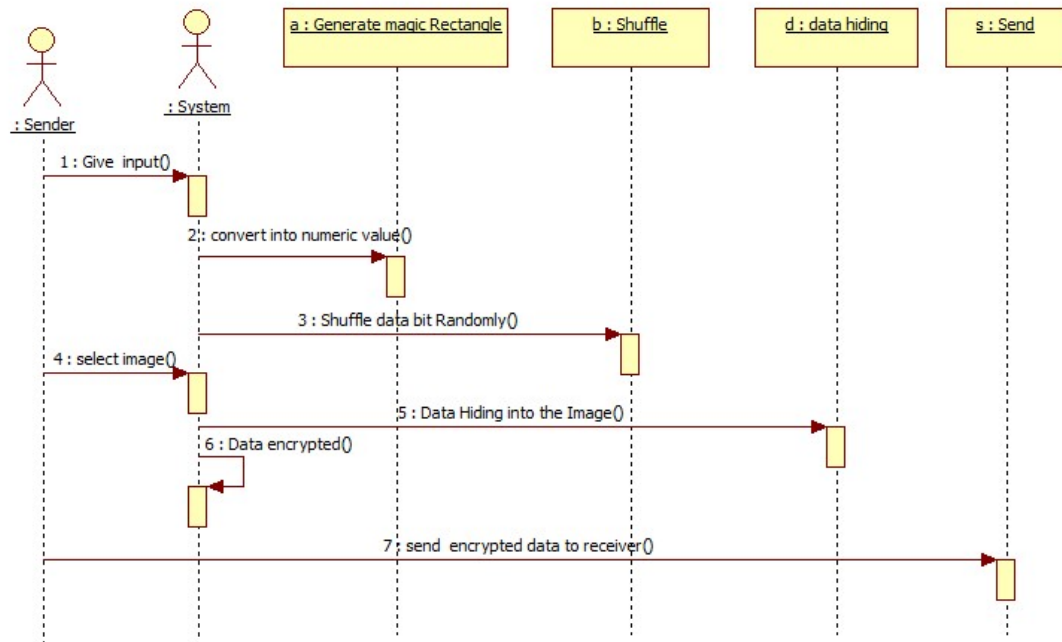 a : Generate magic Rectangle
b : Shuffle
d : data hiding
s : Send
: System
: Sender
1 : Give input()
2 : convert into numeric value()
3 : Shuffle data bit Randomly()
4 : select image()
5 : Data Hiding into the Image()
6 : Data encrypted()
7 : send encrypted data to receiver()